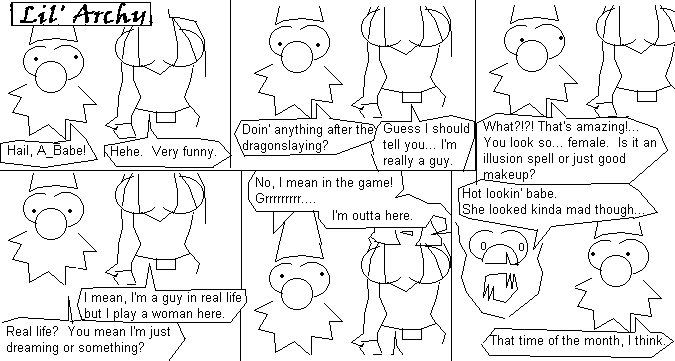 Lil' Archy
Hail, A_Babe!
Hehe. Very funny.
Doin' anything after the
dragonslaying?
Guess I should
tell you... I'm
really a guy.
What?!?! That's amazing!...
You look so... female. Is it an
illusion spell or just good
makeup?
I mean, I'm a guy in real life
but I play a woman here.
Real life? You mean I'm just
dreaming or something?
No, I mean in the game!
Grrrrrrrrr....
I'm outta here.
Hot lookin' babe.
She looked kinda mad though...
That time of the month, I think.